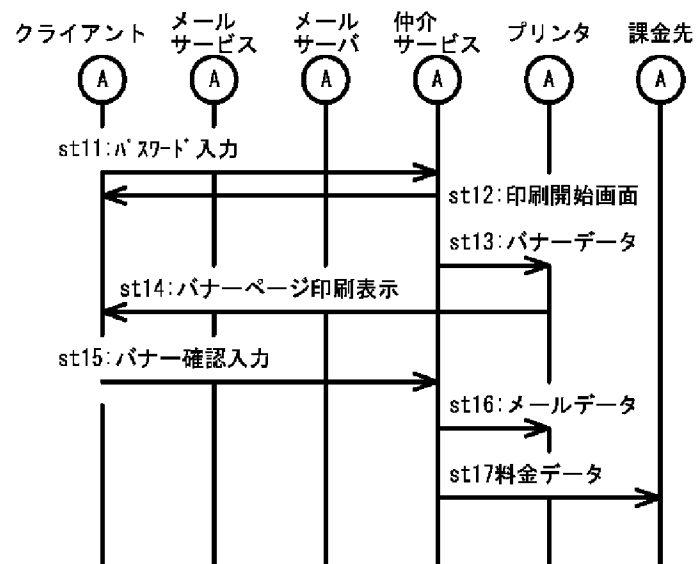 クライアント
メール
サービス
メール
サーバ
仲介
サービス
プリンタ
課金先
A
A
A
A
A
A
st11:ﾊﾟｽﾜｰﾄﾞ入力
st12:印刷開始画面
st13:バナーデータ
st14:バナーページ印刷表示
st15:バナー確認入力
st16:メールデータ
st17料金データ